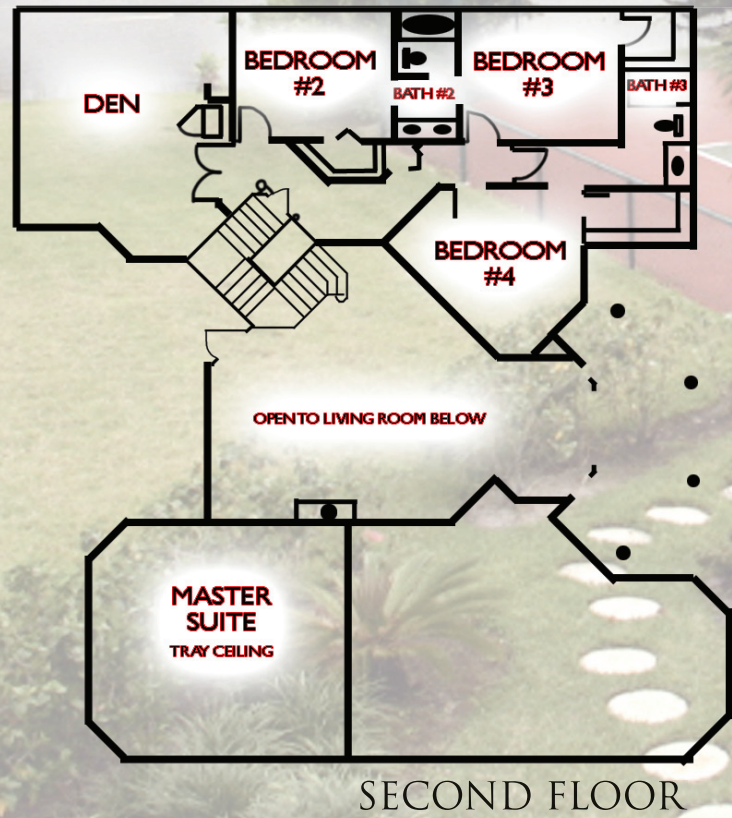 DEN
BEDROOM
#2
BATH #2
BEDROOM
#3
BATH #3
BEDROOM
#4
OPEN TO LIVING ROOM BELOW
MASTER
SUITE
TRAY CEILING
SECOND FLOOR